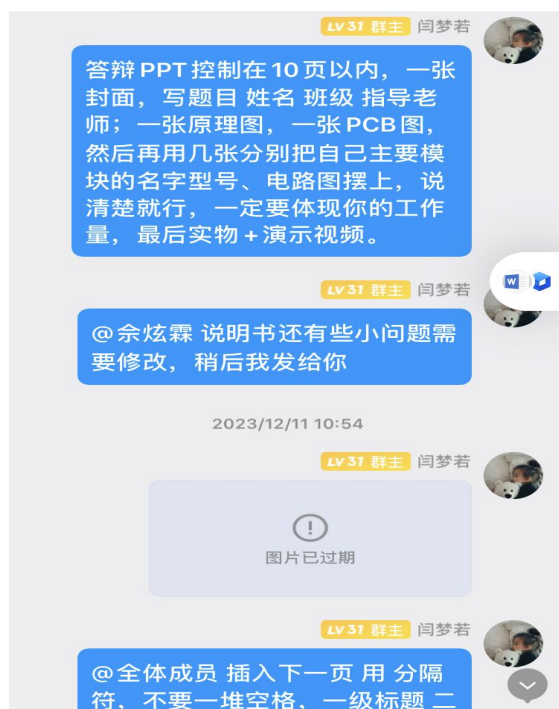 LV31 群主 闫梦若
答辩PPT控制在10页以内，一张
封面，写题目 姓名 班级 指导老
师；一张原理图，一张PCB图，
然后再用几张分别把自己主要模
块的名字型号、电路图摆上，说
清楚就行，一定要体现你的工作
量，最后实物+演示视频。
W
LV31 群主 闫梦若
@佘炫霖 说明书还有些小问题需
要修改，稍后我发给你
2023/12/11 10:54
LV31 群主 闫梦若
图片已过期
LV31 群主 闫梦若
@全体成员 插入下一页 用 分隔
符，不要一堆空格，一级标题 二